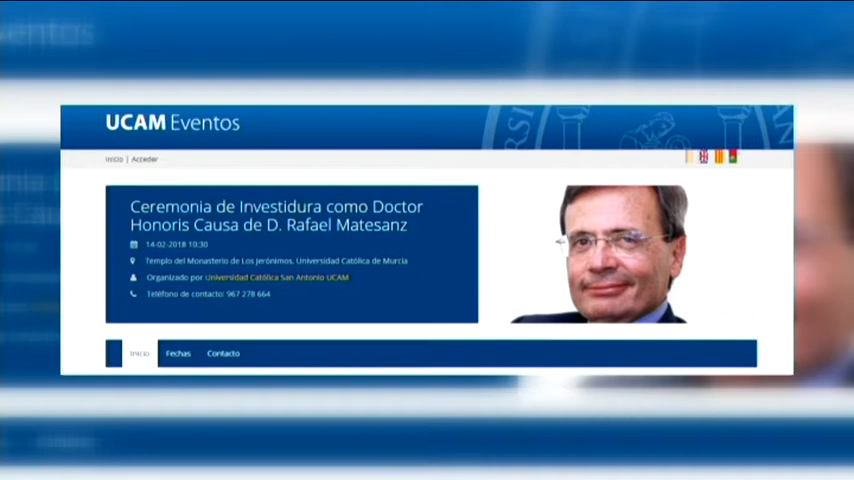 UCAM Eventos
Inicio | Acceder
Ceremonia de Investidura como Doctor
Honoris Causa de D. Rafael Matesanz
14-02-2018 10:30
Templo del Monasterio de Los Jerónimos, Universidad Católica de Murcia
Organizado por Universidad Católica San Antonio UCAM
Teléfono de contacto: 967 278 664
Inicio Fechas Contacto